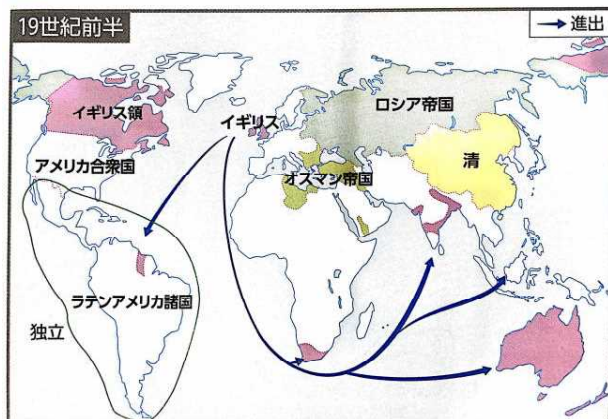 19世紀前半
→進出
イギリス領
イギリス
ロシア帝国
アメリカ合衆国
オスマン帝国
清
ラテンアメリカ諸国
独立